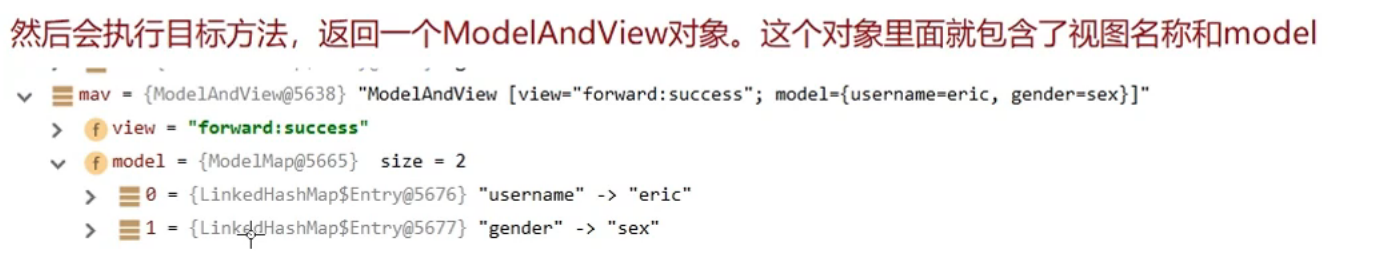 然后会执行目标方法，返回一个ModelAndView对象。这个对象里面就包含了视图名称和model
mav = {ModelAndView@5638} "ModelAndView [view="forward:success"; model={username=eric, gender=sex}]"
f view = "forward:success"
f model = {ModelMap@5665} size = 2
0 = {LinkedHashMap$Entry@5676} "username" -> "eric"
1 = {LinkedHashMap$Entry@5677} "gender" -> "sex"